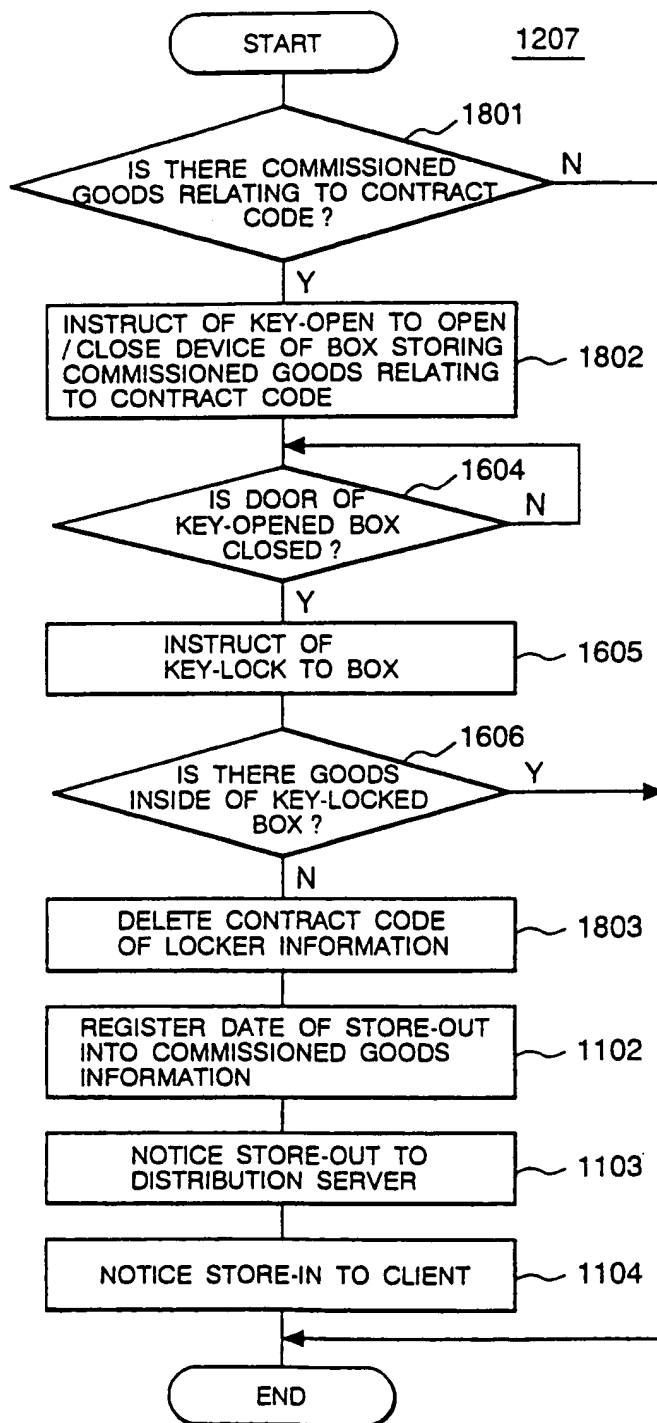 START
1207
1801
IS THERE COMMISSIONED
GOODS RELATING TO CONTRACT
CODE ?
N
Y
INSTRUCT OF KEY-OPEN TO OPEN
/CLOSE DEVICE OF BOX STORING
COMMISSIONED GOODS RELATING
TO CONTRACT CODE
1802
1604
IS DOOR OF
KEY-OPENED BOX
CLOSED ?
N
Y
INSTRUCT OF
KEY-LOCK TO BOX
1605
1606
IS THERE GOODS
INSIDE OF KEY-LOCKED
BOX ?
Y
N
DELETE CONTRACT CODE
OF LOCKER INFORMATION
1803
REGISTER DATE OF STORE-OUT
INTO COMMISSIONED GOODS
INFORMATION
1102
NOTICE STORE-OUT TO
DISTRIBUTION SERVER
1103
NOTICE STORE-IN TO CLIENT
1104
END